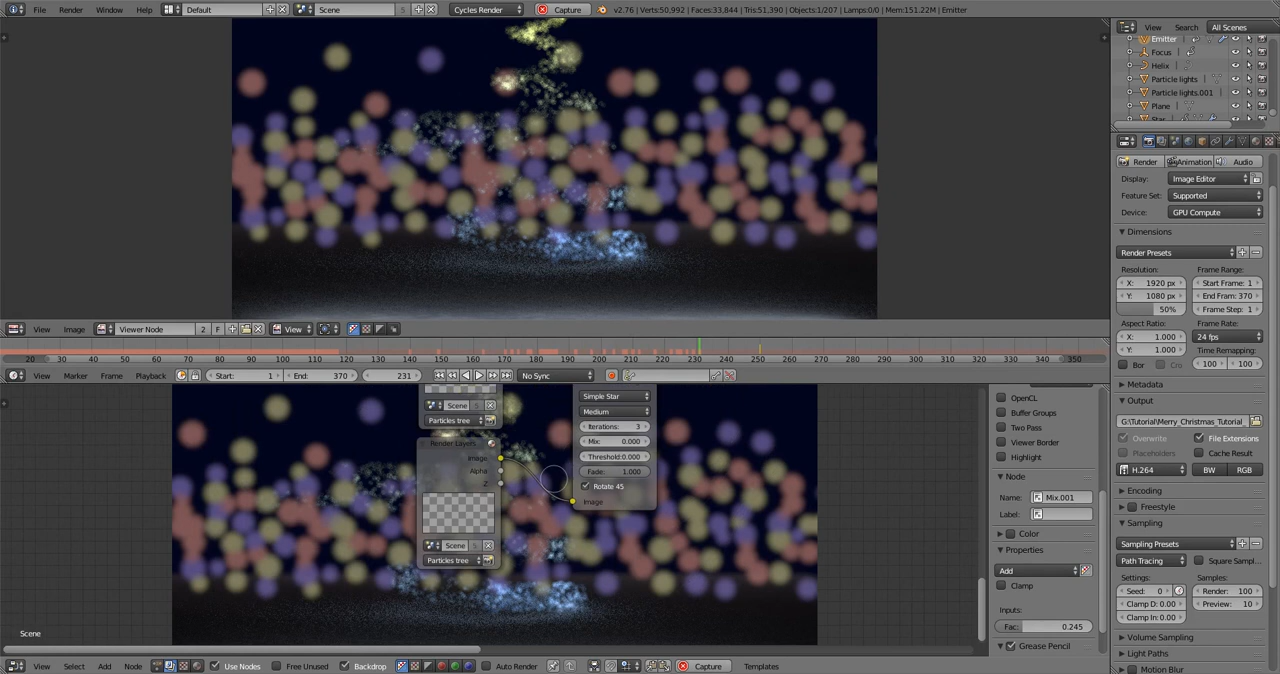 File Render Window Help Default Scene 5 Cycles Render Capture v2.76 | Verts:50,992 | Faces:33,844 | Tris:51,390 | Objects:1/207 | Lamps:0/0 | Mem:151.22M | Emitter
View Search All Scenes
Emitter
Focus
Helix
Particle lights
Particle lights.001
Plane
Render Animation Audio
Display: Image Editor
Feature Set: Supported
Device: GPU Compute
Dimensions
Render Presets
Resolution: Frame Range:
X: 1920 px Start Frame: 1
Y: 1080 px End Fram: 370
50% Frame Step: 1
Aspect Ratio: Frame Rate:
X: 1.000 24 fps
Y: 1.000 Time Remapping:
Bor Cro 100 100
Metadata
Output
G:\Tutorial\Merry_Christmas_Tutorial_
Overwrite File Extensions
Placeholders Cache Result
H.264 BW RGB
Encoding
Freestyle
Sampling
Sampling Presets
Path Tracing Square Sampl...
Settings: Samples:
Seed: 0 Render: 100
Clamp D: 0.00 Preview: 10
Clamp In: 0.00
Volume Sampling
Light Paths
Motion Blur
View Image Viewer Node 2 F View
20 30 40 50 60 70 80 90 100 110 120 130 140 150 160 170 180 190 200 210 220 230 240 250 260 270 280 290 300 310 320 330 340 350
View Marker Frame Playback Start: 1 End: 370 231 No Sync
Scene 5
Particles tree
Render Layers
Image
Alpha
Z
Scene 5
Particles tree
Simple Star
Medium
Iterations: 3
Mix: 0.000
Threshold:0.000
Fade: 1.000
Rotate 45
Image
OpenCL
Buffer Groups
Two Pass
Viewer Border
Highlight
Node
Name: Mix.001
Label:
Color
Properties
Add
Clamp
Inputs:
Fac: 0.245
Grease Pencil
Scene
View Select Add Node Use Nodes Free Unused Backdrop Auto Render Capture Templates